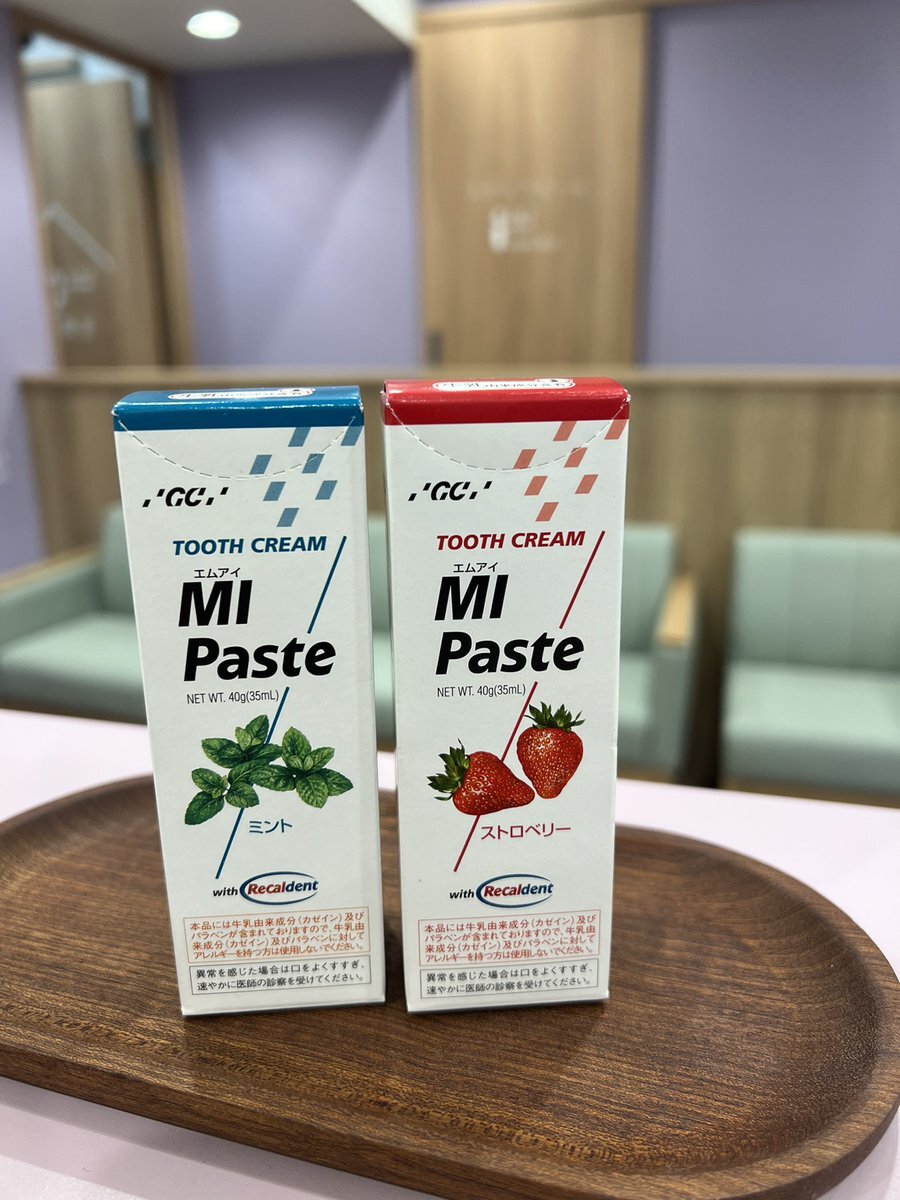 GC
TOOTH CREAM
エムアイ
MI
Paste
NET WT. 40g(35mL)
ミント
with Recaldent
本品には牛乳由来成分(カゼイン)及び
パラベンが含まれておりますので、牛乳由
来成分(カゼイン)及びパラベンに対して
アレルギーを持つ方は使用しないでください。
異常を感じた場合は口をよくすすぎ、
速やかに医師の診察を受けてください。
牛乳由来成分含有
GC
TOOTH CREAM
エムアイ
MI
Paste
NET WT. 40g(35mL)
ストロベリー
with Recaldent
本品には牛乳由来成分(カゼイン)及び
パラベンが含まれておりますので、牛乳由
来成分(カゼイン)及びパラベンに対して
アレルギーを持つ方は使用しないでください。
異常を感じた場合は口をよくすすぎ、
速やかに医師の診察を受けてください。